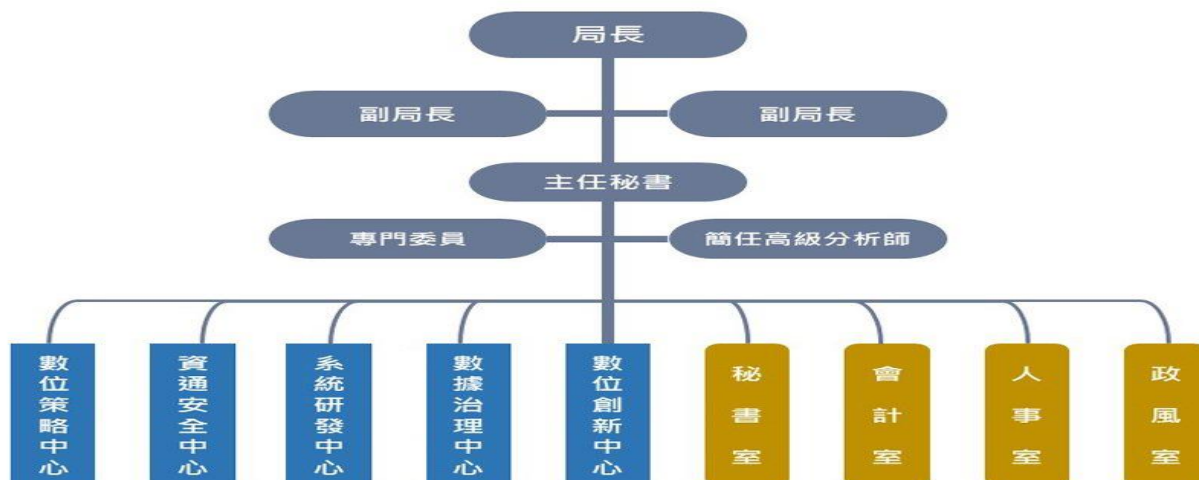 局長
副局長
副局長
主任秘書
專門委員
簡任高級分析師
數位策略中心
資通安全中心
系統研發中心
數據治理中心
數位創新中心
秘書室
會計室
人事室
政風室